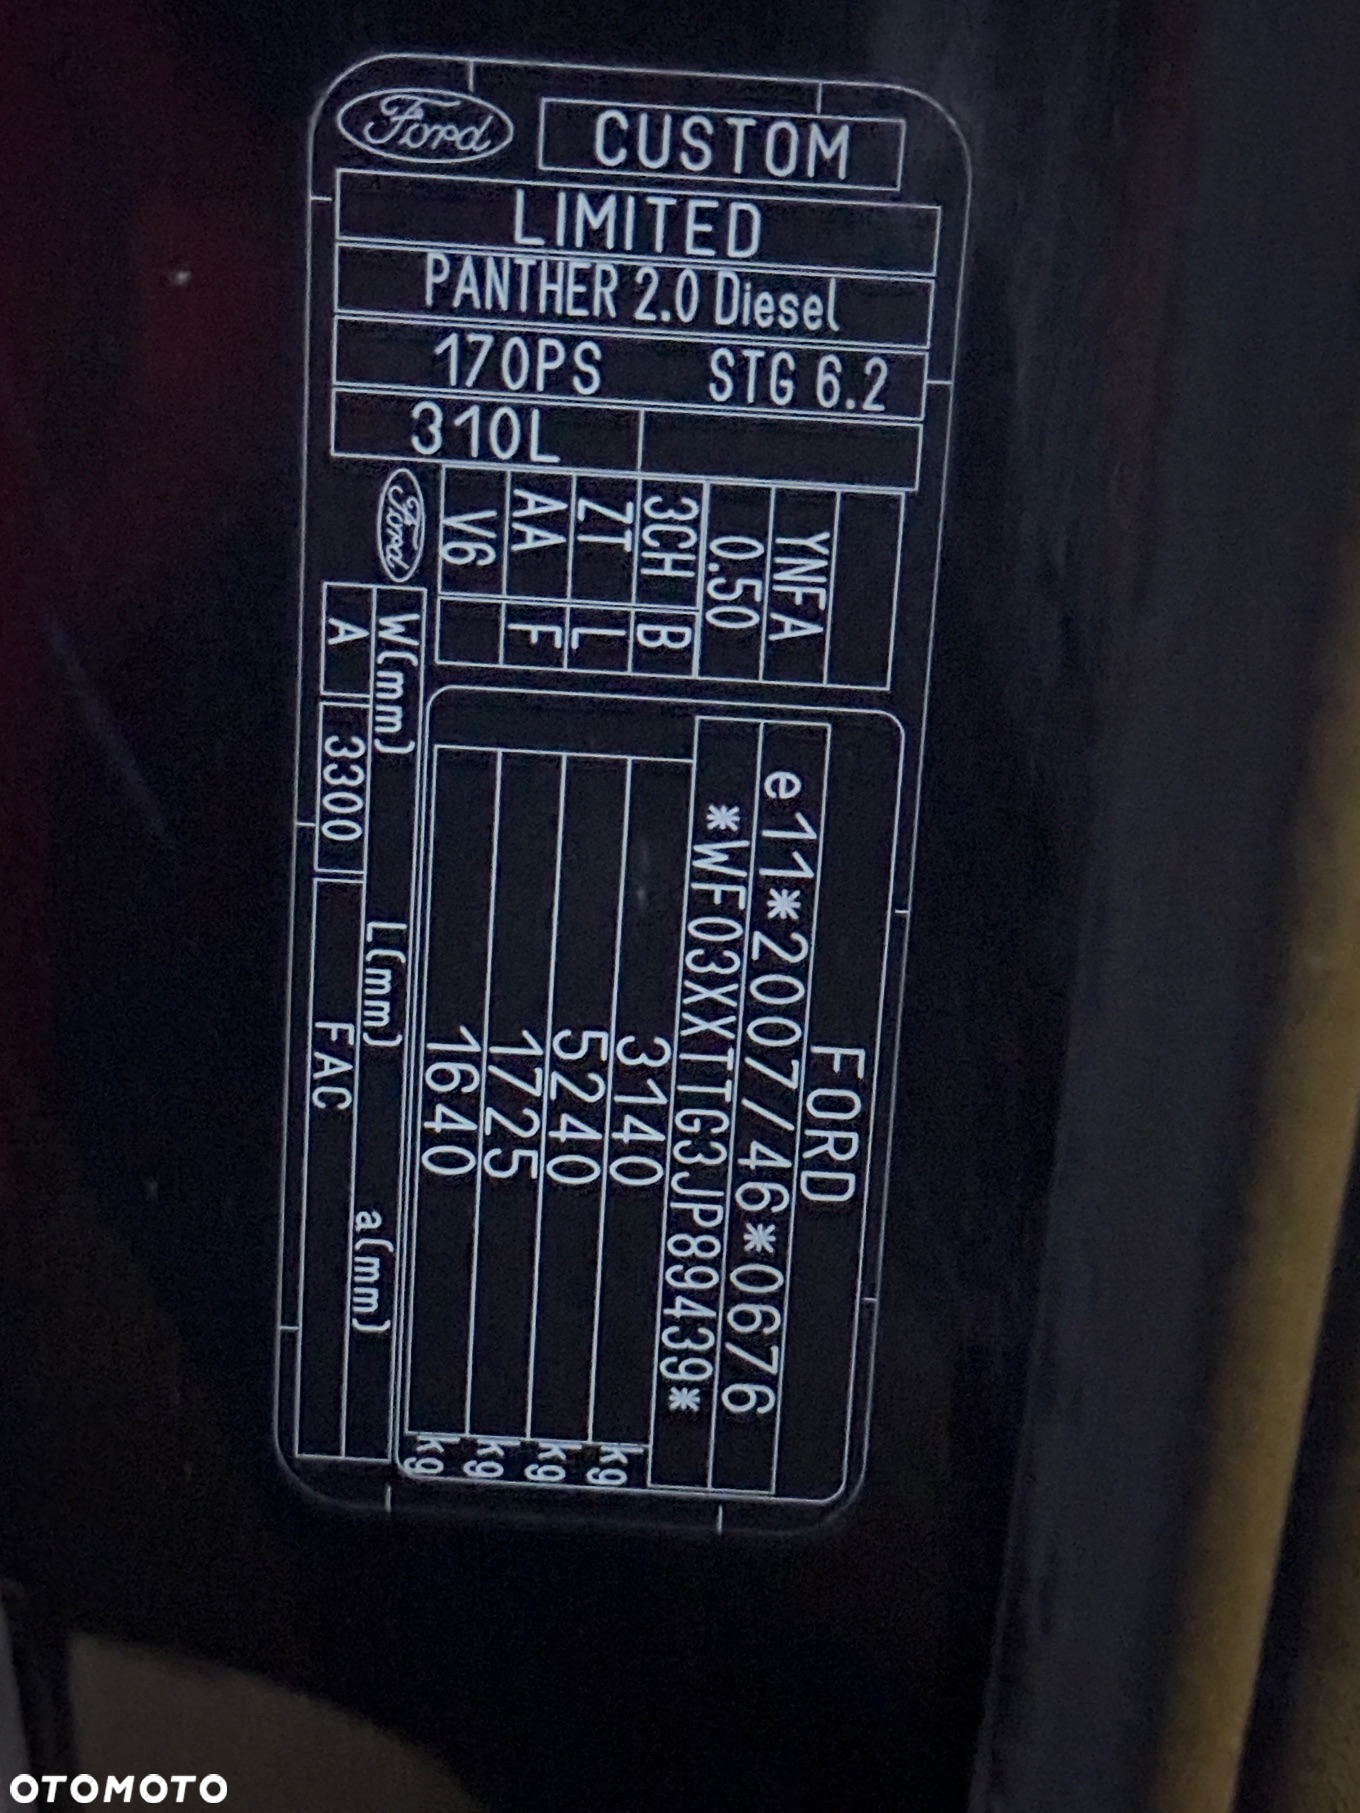 Ford CUSTOM
LIMITED
PANTHER 2.0 Diesel
170PS STG 6.2
310L
YNFA
0.50
3CH B
ZT L
AA F
V6
Ford
FORD
e11*2007/46*0676
*WF03XXTTG3JP89439*
3140 kg
5240 kg
1725 kg
1640 kg
W(mm) L(mm) a(mm)
A 3300 FAC
OTOMOTO